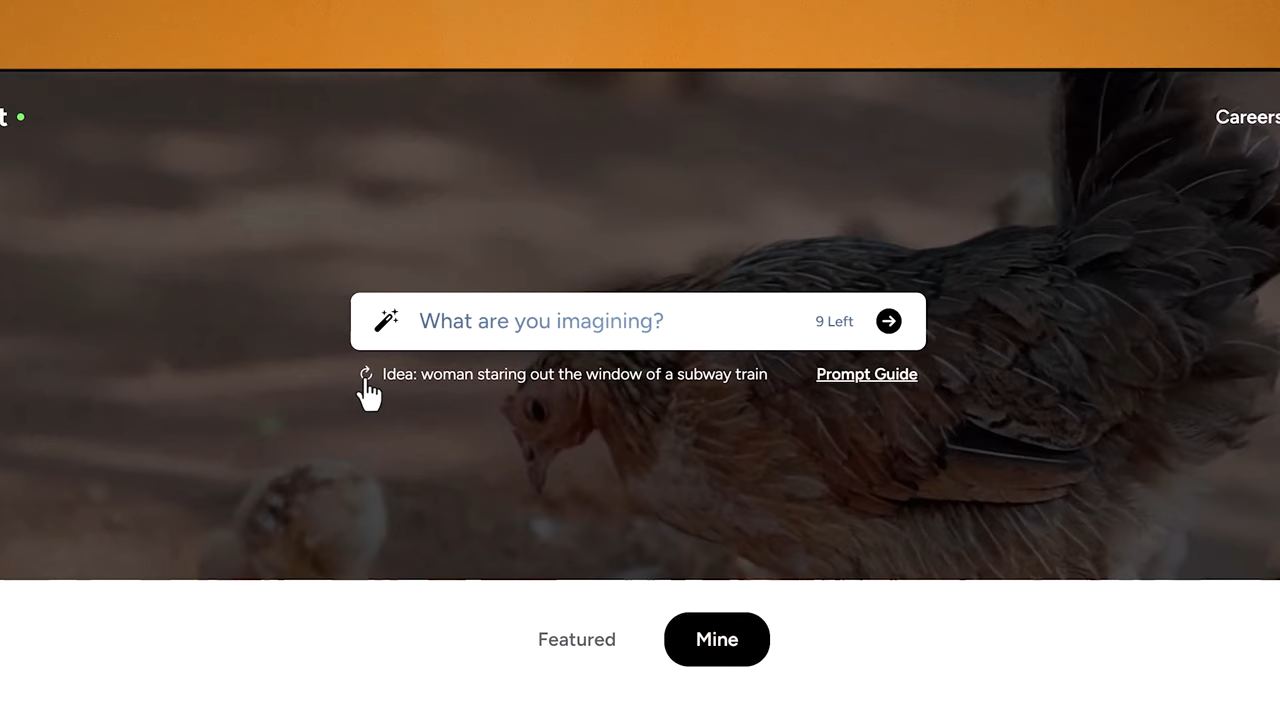 t
Careers
What are you imagining?
9 Left
Idea: woman staring out the window of a subway train
Prompt Guide
Featured
Mine